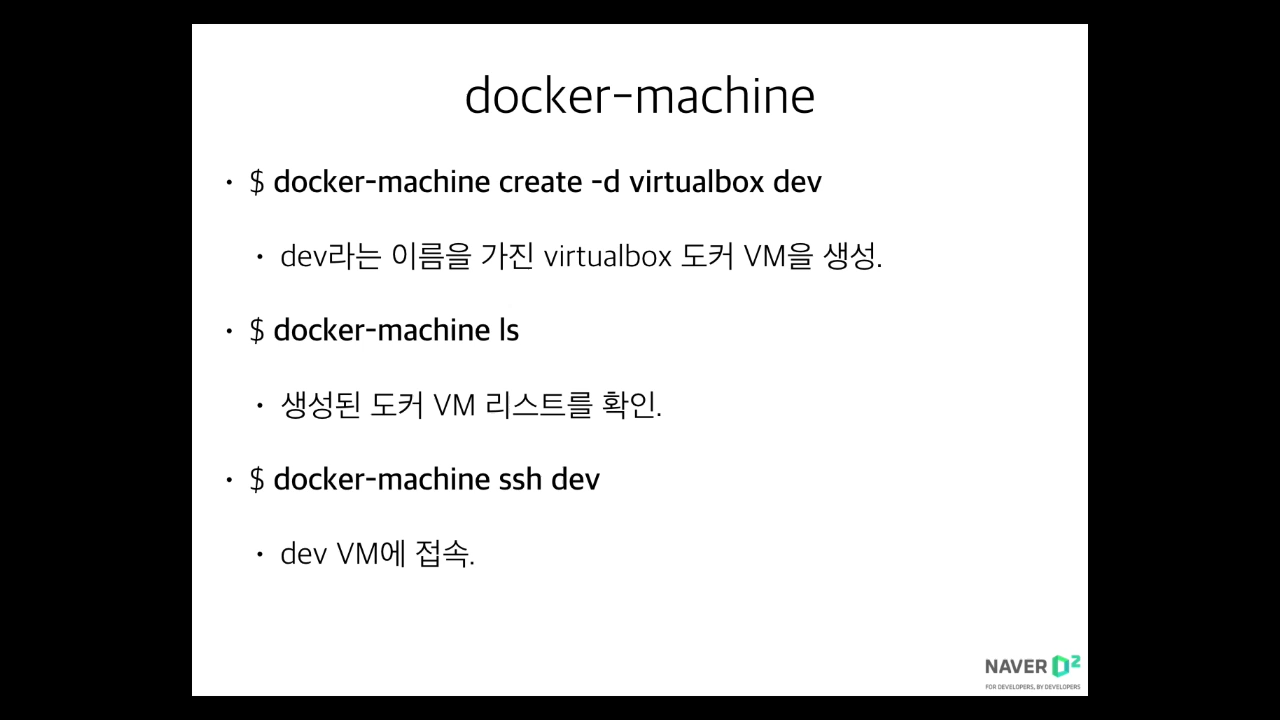 docker-machine
• $ docker-machine create -d virtualbox dev
• dev라는 이름을 가진 virtualbox 도커 VM을 생성.
• $ docker-machine ls
• 생성된 도커 VM 리스트를 확인.
• $ docker-machine ssh dev
• dev VM에 접속.
NAVER D2
FOR DEVELOPERS, BY DEVELOPERS